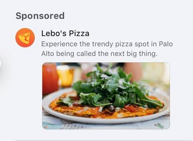 Sponsored
Lebo's Pizza
Experience the trendy pizza spot in Palo
Alto being called the next big thing.